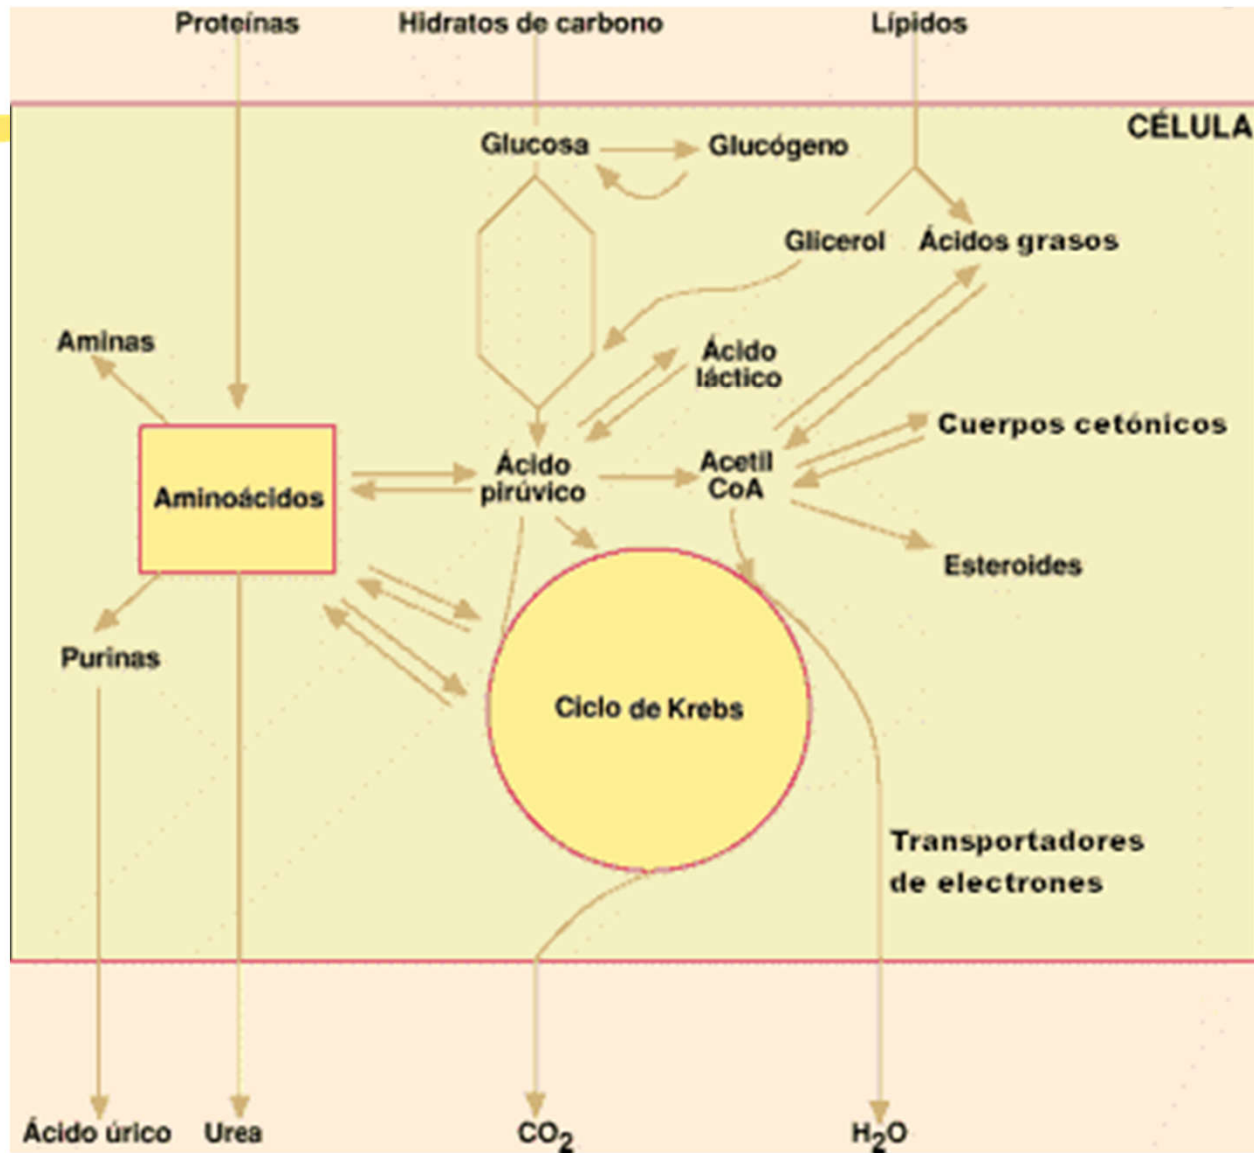 Proteínas
Hidratos de carbono
Lípidos
CÉLULA
Glucosa
Glucógeno
Glicerol
Ácidos grasos
Aminas
Ácido
láctico
Cuerpos cetónicos
Aminoácidos
Ácido
pirúvico
Acetil
CoA
Esteroides
Purinas
Ciclo de Krebs
Transportadores
de electrones
Ácido úrico
Urea
CO2
H2O